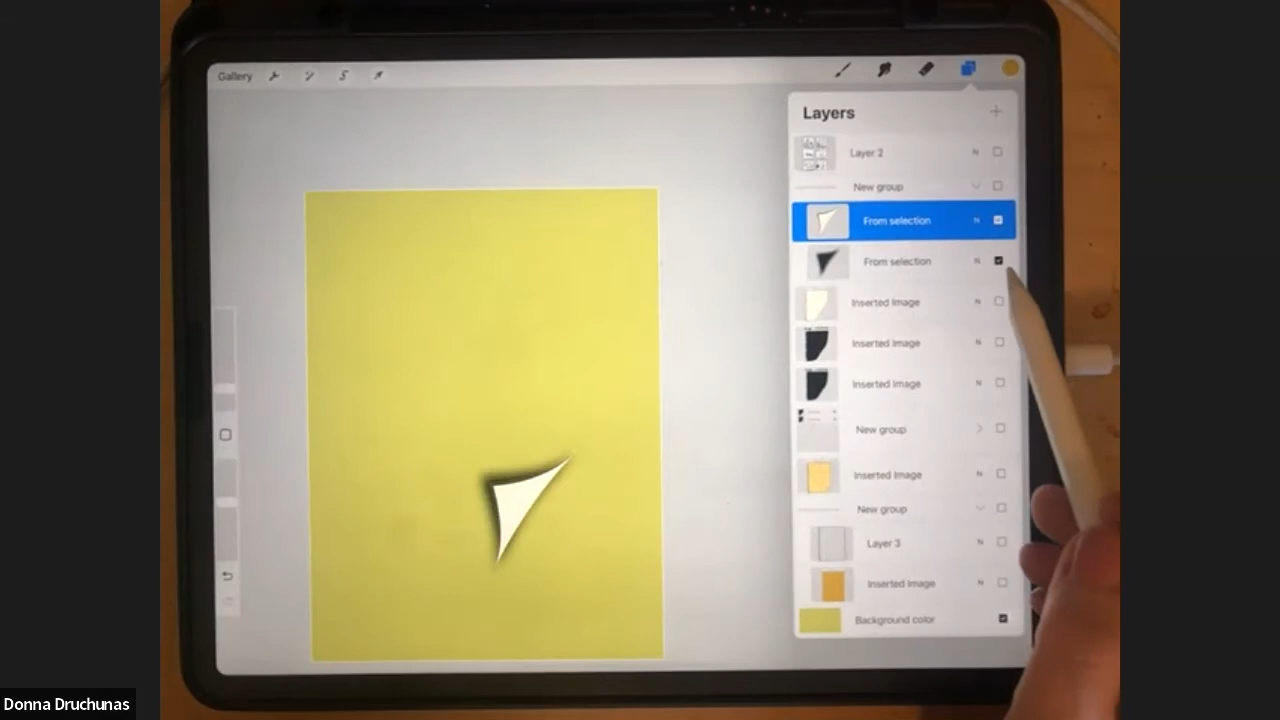 Gallery
Layers
Layer 2 N
New group
From selection N
From selection N
Inserted Image N
Inserted Image N
Inserted Image N
New group
Inserted Image N
New group
Layer 3 N
Inserted Image N
Background color
Donna Druchunas